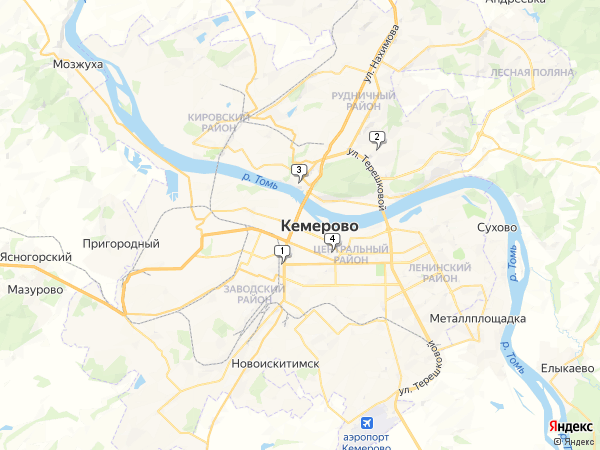 Андреевка
Мозжуха
ул. Нахимова
ЛЕСНАЯ ПОЛЯНА
РУДНИЧНЫЙ
РАЙОН
КИРОВСКИЙ
РАЙОН
2
ул. Терешковой
3
р. Томь
Кемерово
Сухово
4
Пригородный
1
ЦЕНТРАЛЬНЫЙ
РАЙОН
р. Томь
Ясногорский
ЛЕНИНСКИЙ
РАЙОН
Мазурово
ЗАВОДСКИЙ
РАЙОН
Металлплощадка
р. Томь
Новоискитимск
ул. Терешковой
Елыкаево
аэропорт
Кемерово
Яндекс
© Яндекс